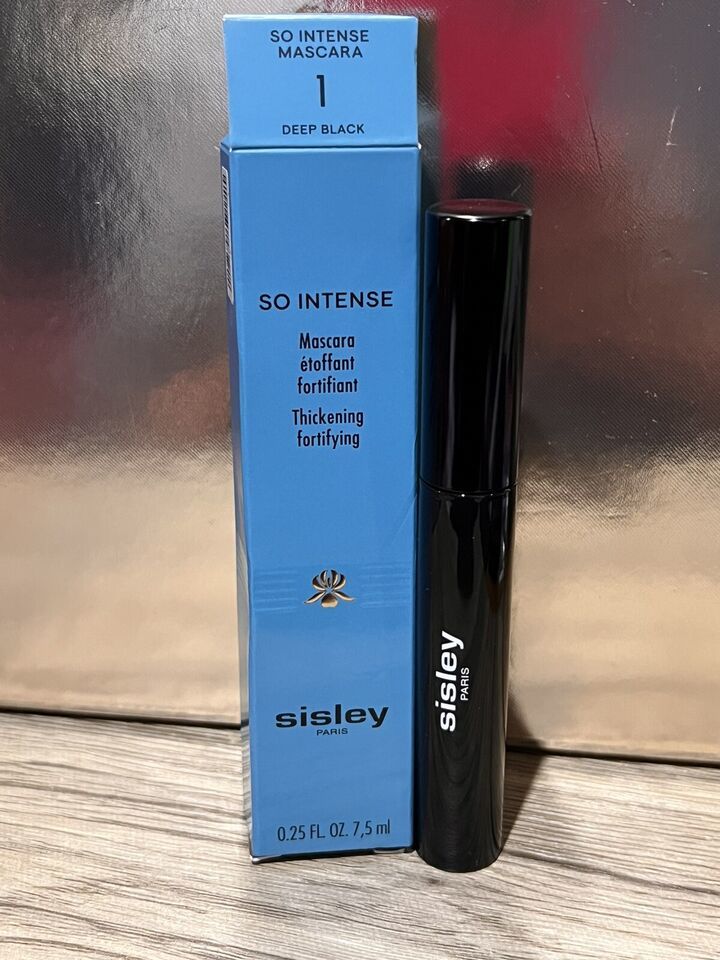 SO INTENSE
MASCARA
1
DEEP BLACK
SO INTENSE
Mascara
étoffant
fortifiant
Thickening
fortifying
sisley
PARIS
0.25 FL. OZ. 7,5 ml
sisley
PARIS